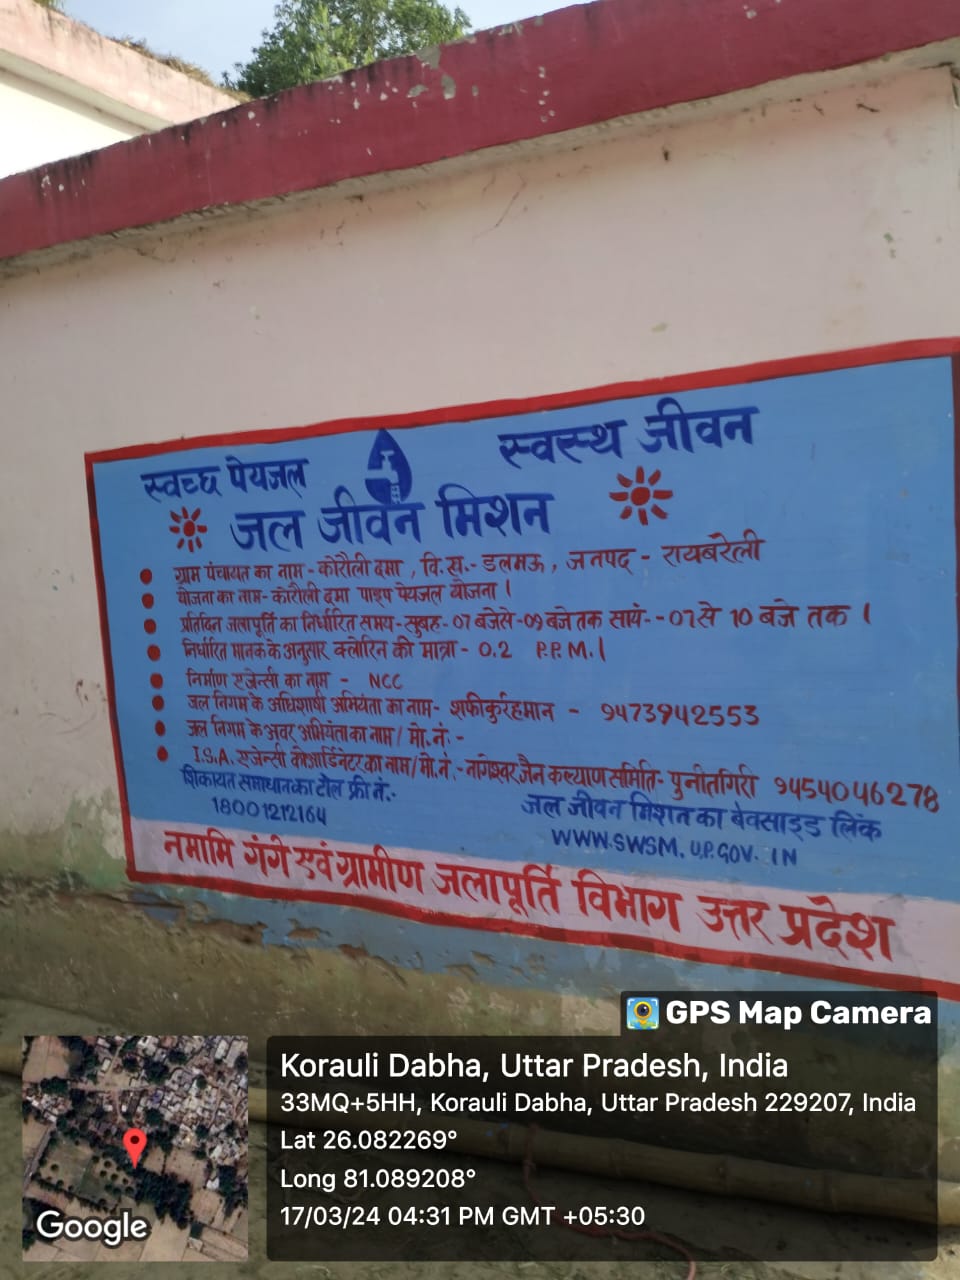 स्वच्छ पेयजल
स्वस्थ जीवन
जल जीवन मिशन
ग्राम पंचायत का नाम - कोरौली दमा , वि.ख.- डलमऊ , जनपद - रायबरेली
योजना का नाम- कोरौली दमा पाइप पेयजल योजना ।
प्रतिदिन जलापूर्ति का निर्धारित समय-सुबह- 07 बजेसे -09 बजे तक सायं- -07 से 10 बजे तक ।
निर्धारित मानक के अनुसार क्लोरिन की मात्रा - 0.2 P.P.M.।
निर्माण एजेन्सी का नाम - NCC
जल निगम के अधिशाषी अभियंता का नाम- शफीकुर्रहमान - 9473942553
जल निगम के अवर अभियंता का नाम / मो.नं.: -
I.S.A. एजेन्सी कोआर्डिनेटर का नाम/मो.नं.- नागेश्वर जैन कल्याण समिति- पुनीतगिरी 9454046278
शिकायत समाधान का टोल फ्री नं.:-
18001212164
जल जीवन मिशन का बेवसाइड लिंक
WWW.SWSM.UP.GOV.IN
नमामि गंगे एवं ग्रामीण जलापूर्ति विभाग उत्तर प्रदेश
GPS Map Camera
Korauli Dabha, Uttar Pradesh, India
33MQ+5HH, Korauli Dabha, Uttar Pradesh 229207, India
Lat 26.082269°
Long 81.089208°
17/03/24 04:31 PM GMT +05:30
Google